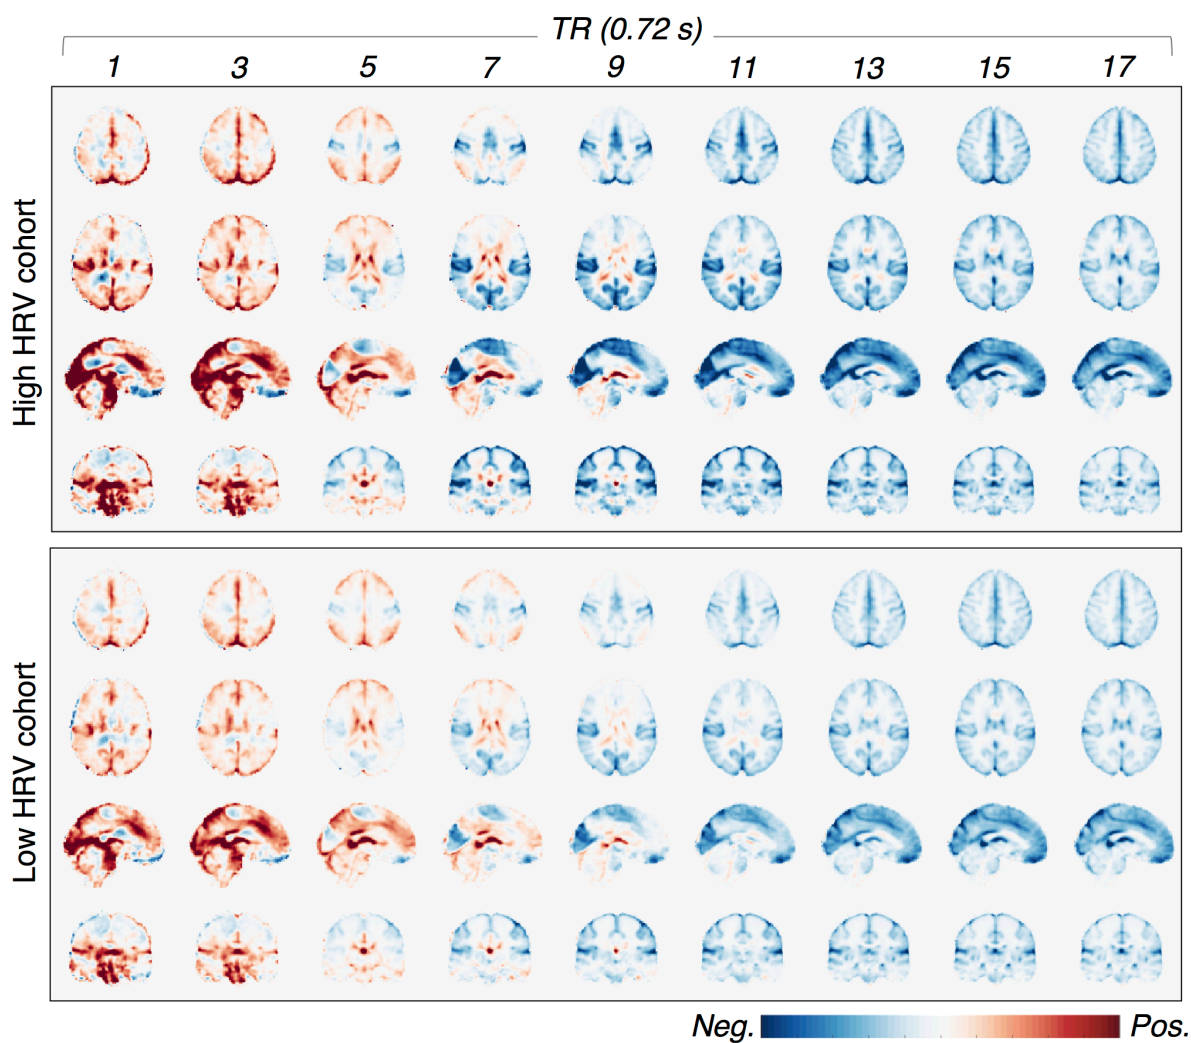 TR (0.72 s)
1 3 5 7 9 11 13 15 17
High HRV cohort
Low HRV cohort
Neg. Pos.